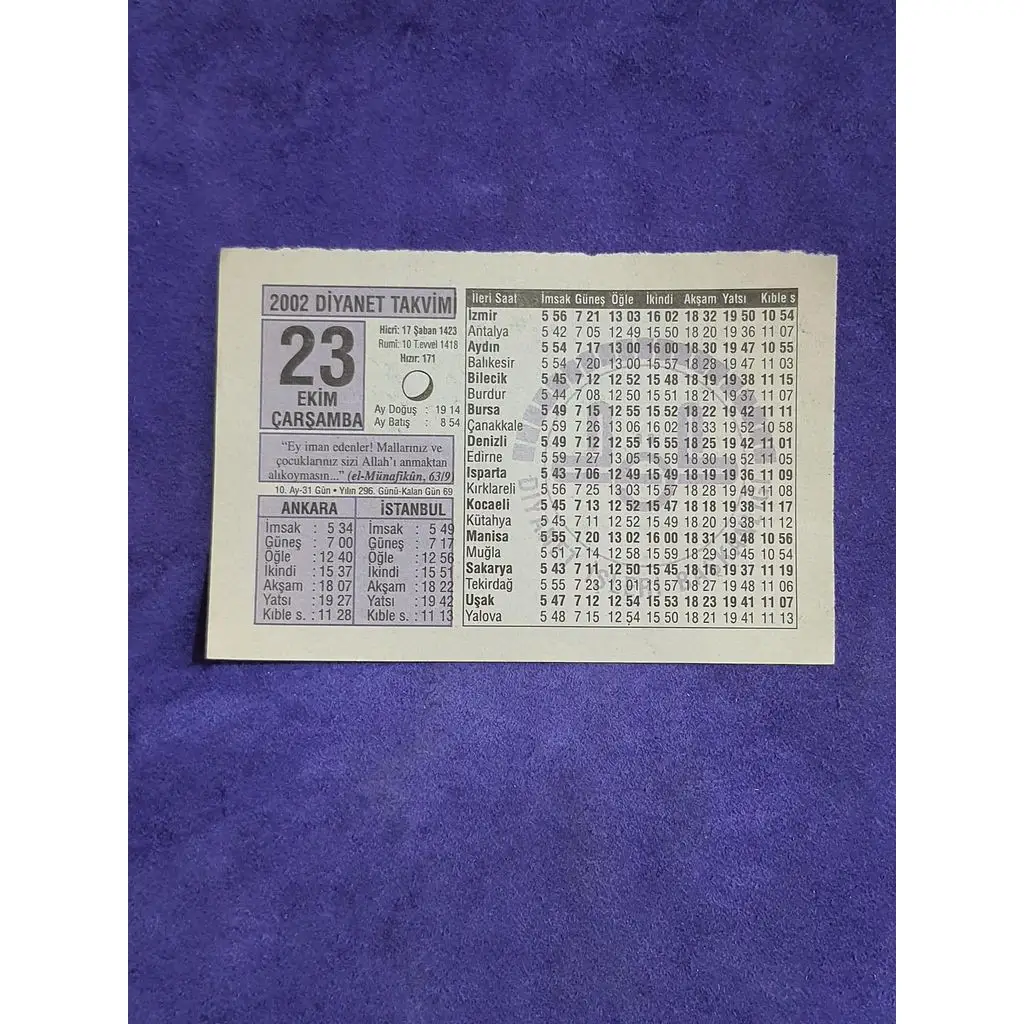 2002 DİYANET TAKVİMİ
23
EKİM
ÇARŞAMBA
Hicrî: 17 Şaban 1423
Rumî: 10 T.evvel 1418
Hızır: 171
Ay Doğuş : 19 14
Ay Batış : 8 54
“Ey iman edenler! Mallarınız ve
çocuklarınız sizi Allah’ı anmaktan
alıkoymasın...” (el-Münafikûn, 63/9
10. Ay-31 Gün • Yılın 296. Günü-Kalan Gün 69
ANKARA
İmsak : 5 34
Güneş : 7 00
Öğle : 12 40
İkindi : 15 37
Akşam : 18 07
Yatsı : 19 27
Kıble s. : 11 28
İSTANBUL
İmsak : 5 49
Güneş : 7 17
Öğle : 12 56
İkindi : 15 51
Akşam : 18 22
Yatsı : 19 42
Kıble s. : 11 13
İleri Saat İmsak Güneş Öğle İkindi Akşam Yatsı Kıble s
İzmir 5 56 7 21 13 03 16 02 18 32 19 50 10 54
Antalya 5 42 7 05 12 49 15 50 18 20 19 36 11 07
Aydın 5 54 7 17 13 00 16 00 18 30 19 47 10 55
Balıkesir 5 54 7 20 13 00 15 57 18 28 19 47 11 03
Bilecik 5 45 7 12 12 52 15 48 18 19 19 38 11 15
Burdur 5 44 7 08 12 50 15 51 18 21 19 37 11 07
Bursa 5 49 7 15 12 55 15 52 18 22 19 42 11 11
Çanakkale 5 59 7 26 13 06 16 02 18 33 19 52 10 58
Denizli 5 49 7 12 12 55 15 55 18 25 19 42 11 01
Edirne 5 59 7 27 13 05 15 59 18 30 19 52 11 05
Isparta 5 43 7 06 12 49 15 49 18 19 19 36 11 09
Kırklareli 5 56 7 25 13 03 15 57 18 28 19 49 11 08
Kocaeli 5 45 7 13 12 52 15 47 18 18 19 38 11 17
Kütahya 5 45 7 11 12 52 15 49 18 20 19 38 11 12
Manisa 5 55 7 20 13 02 16 00 18 31 19 48 10 56
Muğla 5 51 7 14 12 58 15 59 18 29 19 45 10 54
Sakarya 5 43 7 11 12 50 15 45 18 16 19 37 11 19
Tekirdağ 5 55 7 23 13 01 15 57 18 27 19 48 11 06
Uşak 5 47 7 12 12 54 15 53 18 23 19 41 11 07
Yalova 5 48 7 15 12 54 15 50 18 21 19 41 11 13